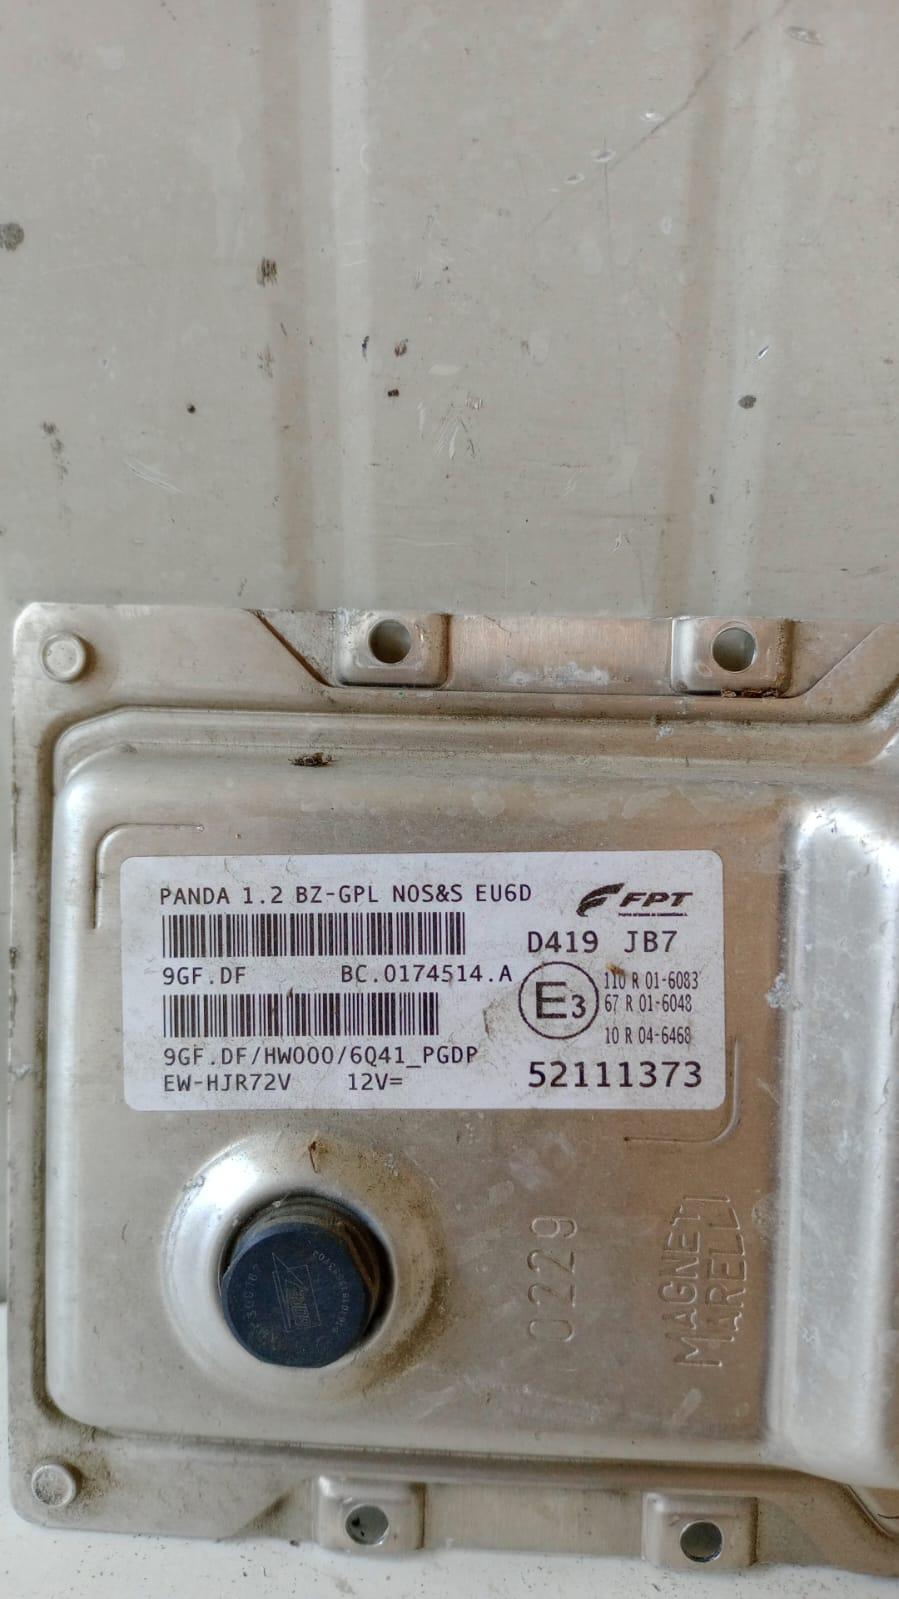 PANDA 1.2 BZ-GPL NOS&S EU6D
FPT
D419 JB7
9GF.DF BC.0174514.A
E3
110 R 01-6083
67 R 01-6048
10 R 04-6468
9GF.DF/HW000/6Q41_PGDP
EW-HJR72V 12V=
52111373
0229
MAGNETI
MARELLI